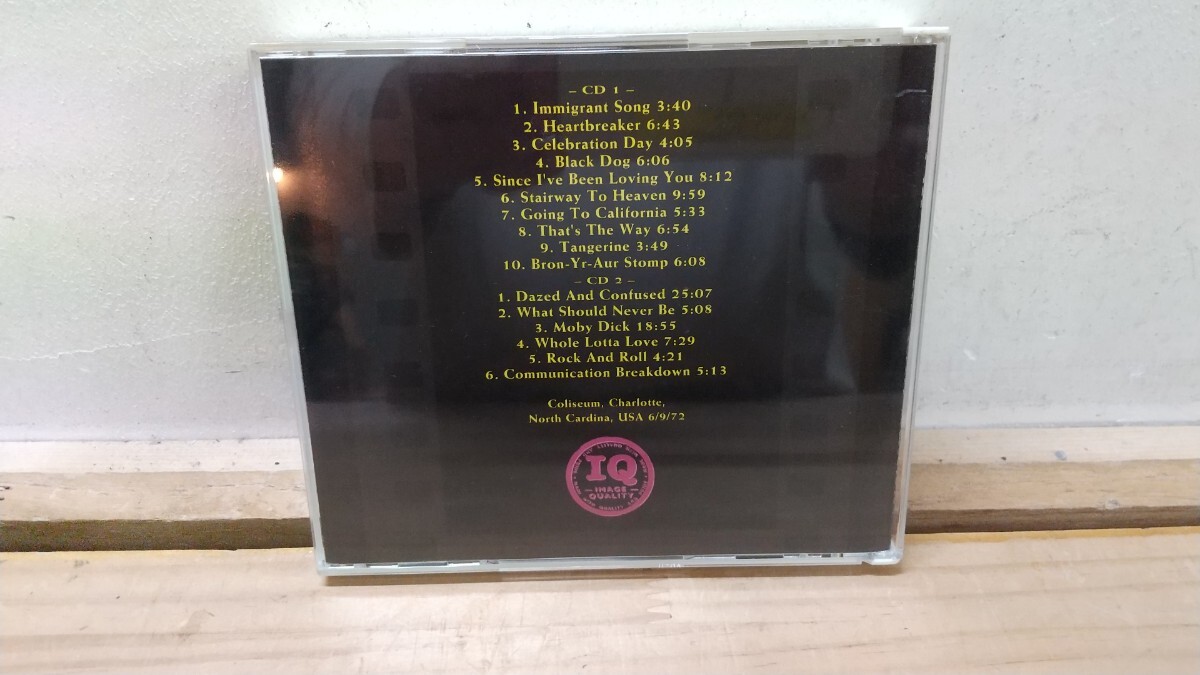 – CD 1 –
1. Immigrant Song 3:40
2. Heartbreaker 6:43
3. Celebration Day 4:05
4. Black Dog 6:06
5. Since I've Been Loving You 8:12
6. Stairway To Heaven 9:59
7. Going To California 5:33
8. That's The Way 6:54
9. Tangerine 3:49
10. Bron-Yr-Aur Stomp 6:08
– CD 2 –
1. Dazed And Confused 25:07
2. What Should Never Be 5:08
3. Moby Dick 18:55
4. Whole Lotta Love 7:29
5. Rock And Roll 4:21
6. Communication Breakdown 5:13
Coliseum, Charlotte,
North Cardina, USA 6/9/72
IQ
– IMAGE –
QUALITY